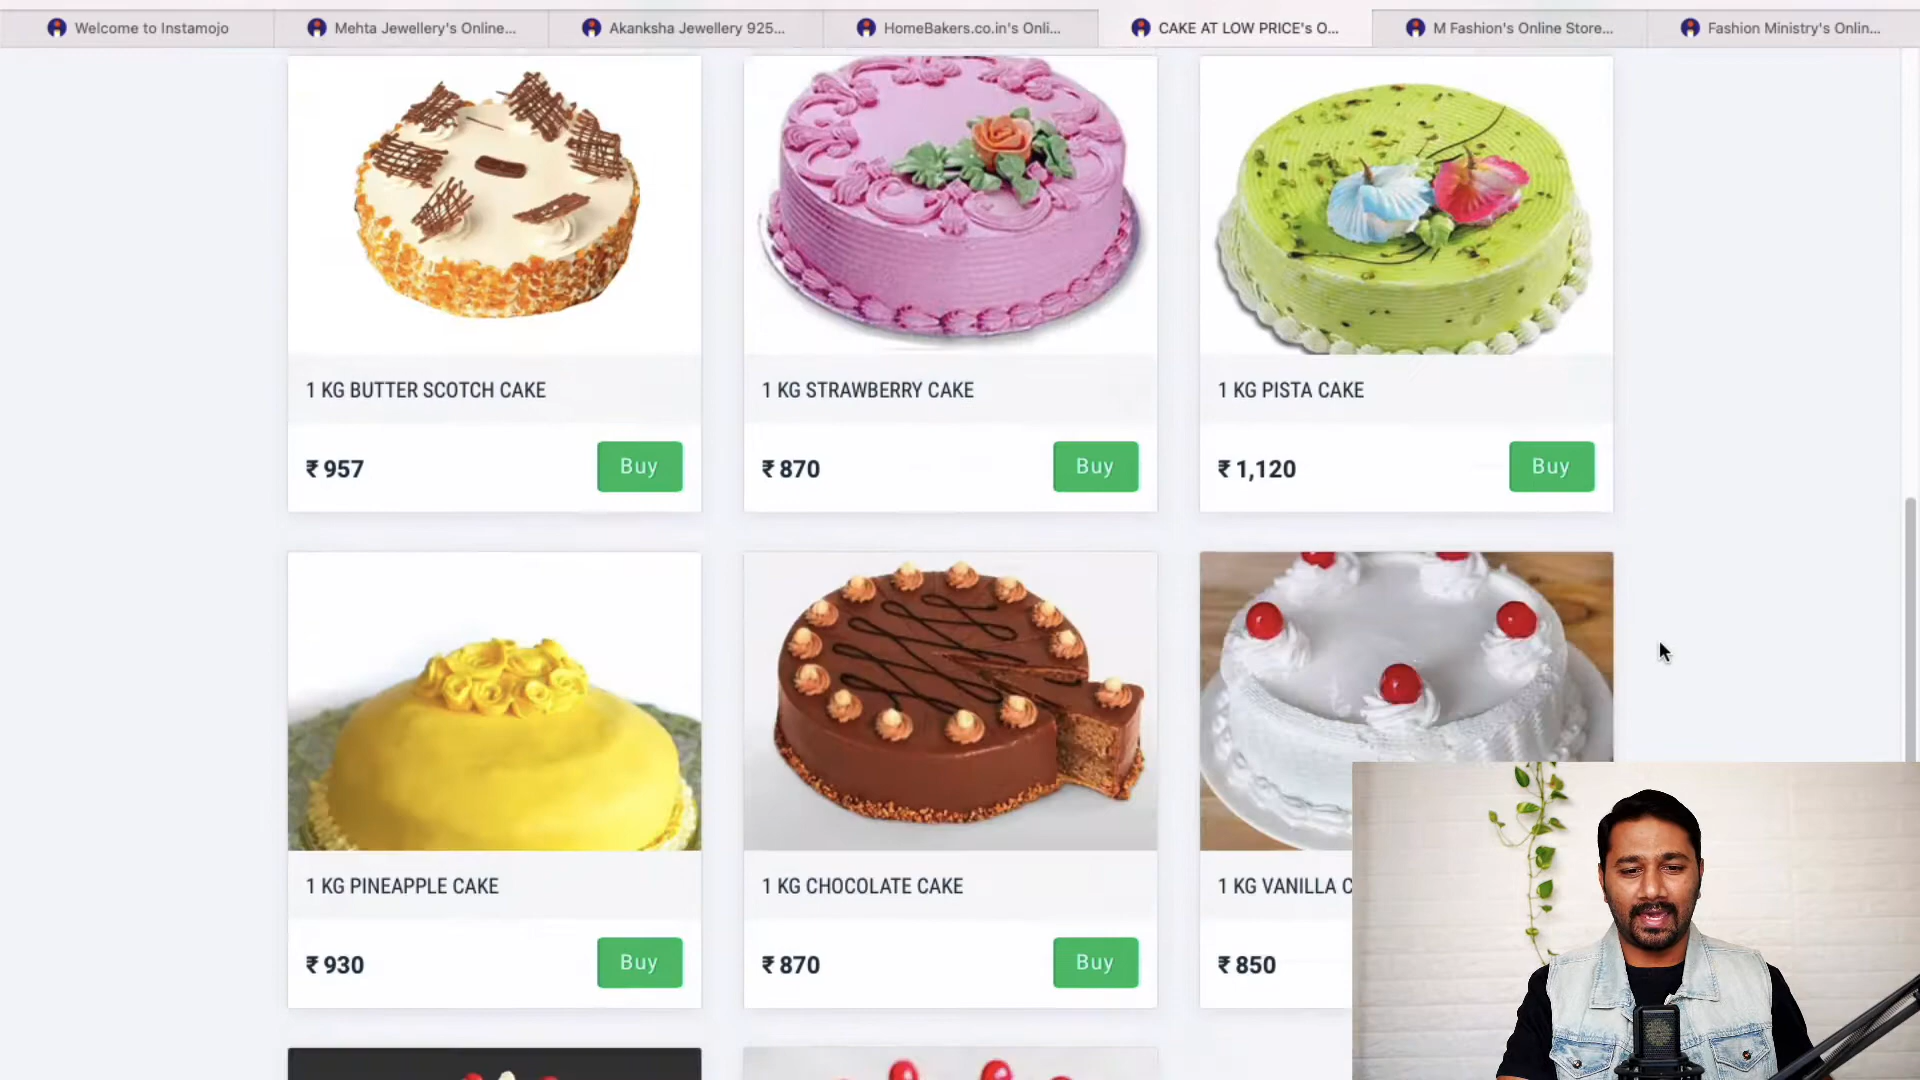 Welcome to Instamojo
Mehta Jewellery's Online...
Akanksha Jewellery 925...
HomeBakers.co.in's Onli...
CAKE AT LOW PRICE's O...
M Fashion's Online Store...
Fashion Ministry's Onlin...
1 KG BUTTER SCOTCH CAKE
1 KG STRAWBERRY CAKE
1 KG PISTA CAKE
₹ 957
Buy
₹ 870
Buy
₹ 1,120
Buy
1 KG PINEAPPLE CAKE
1 KG CHOCOLATE CAKE
1 KG VANILLA C
₹ 930
Buy
₹ 870
Buy
₹ 850